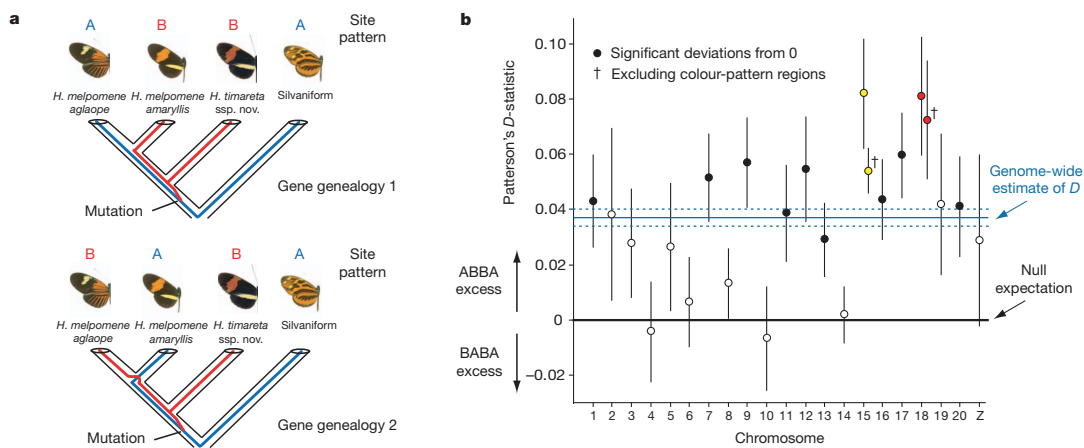 a
A B B A Site pattern
H. melpomene aglaope
H. melpomene amaryllis
H. timareta ssp. nov.
Silvaniform
Gene genealogy 1
Mutation
B A B A Site pattern
H. melpomene aglaope
H. melpomene amaryllis
H. timareta ssp. nov.
Silvaniform
Gene genealogy 2
Mutation
b
Patterson's D-statistic
ABBA excess
BABA excess
0.10
0.08
0.06
0.04
0.02
0
–0.02
Significant deviations from 0
† Excluding colour-pattern regions
†
†
Genome-wide estimate of D
Null expectation
1 2 3 4 5 6 7 8 9 10 11 12 13 14 15 16 17 18 19 20 Z
Chromosome